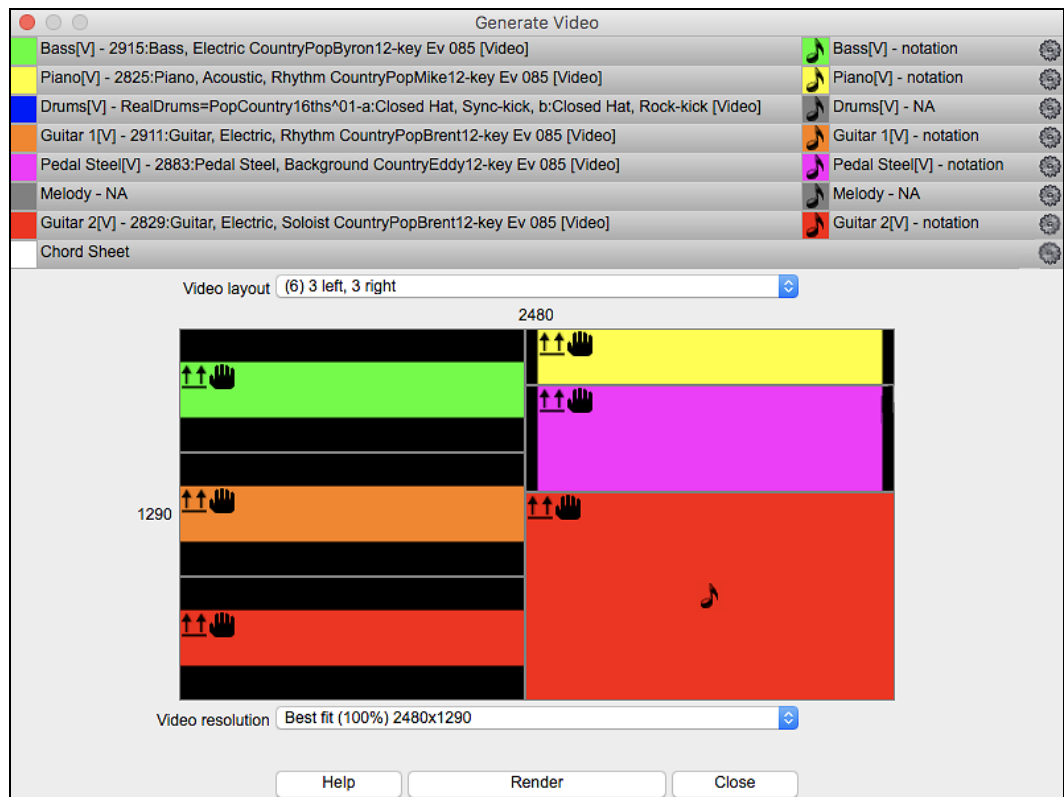 Generate Video
Bass[V] - 2915:Bass, Electric CountryPopByron12-key Ev 085 [Video] Bass[V] - notation
Piano[V] - 2825:Piano, Acoustic, Rhythm CountryPopMike12-key Ev 085 [Video] Piano[V] - notation
Drums[V] - RealDrums=PopCountry16ths^01-a:Closed Hat, Sync-kick, b:Closed Hat, Rock-kick [Video] Drums[V] - NA
Guitar 1[V] - 2911:Guitar, Electric, Rhythm CountryPopBrent12-key Ev 085 [Video] Guitar 1[V] - notation
Pedal Steel[V] - 2883:Pedal Steel, Background CountryEddy12-key Ev 085 [Video] Pedal Steel[V] - notation
Melody - NA Melody - NA
Guitar 2[V] - 2829:Guitar, Electric, Soloist CountryPopBrent12-key Ev 085 [Video] Guitar 2[V] - notation
Chord Sheet
Video layout (6) 3 left, 3 right
2480
1290
Video resolution Best fit (100%) 2480x1290
Help Render Close